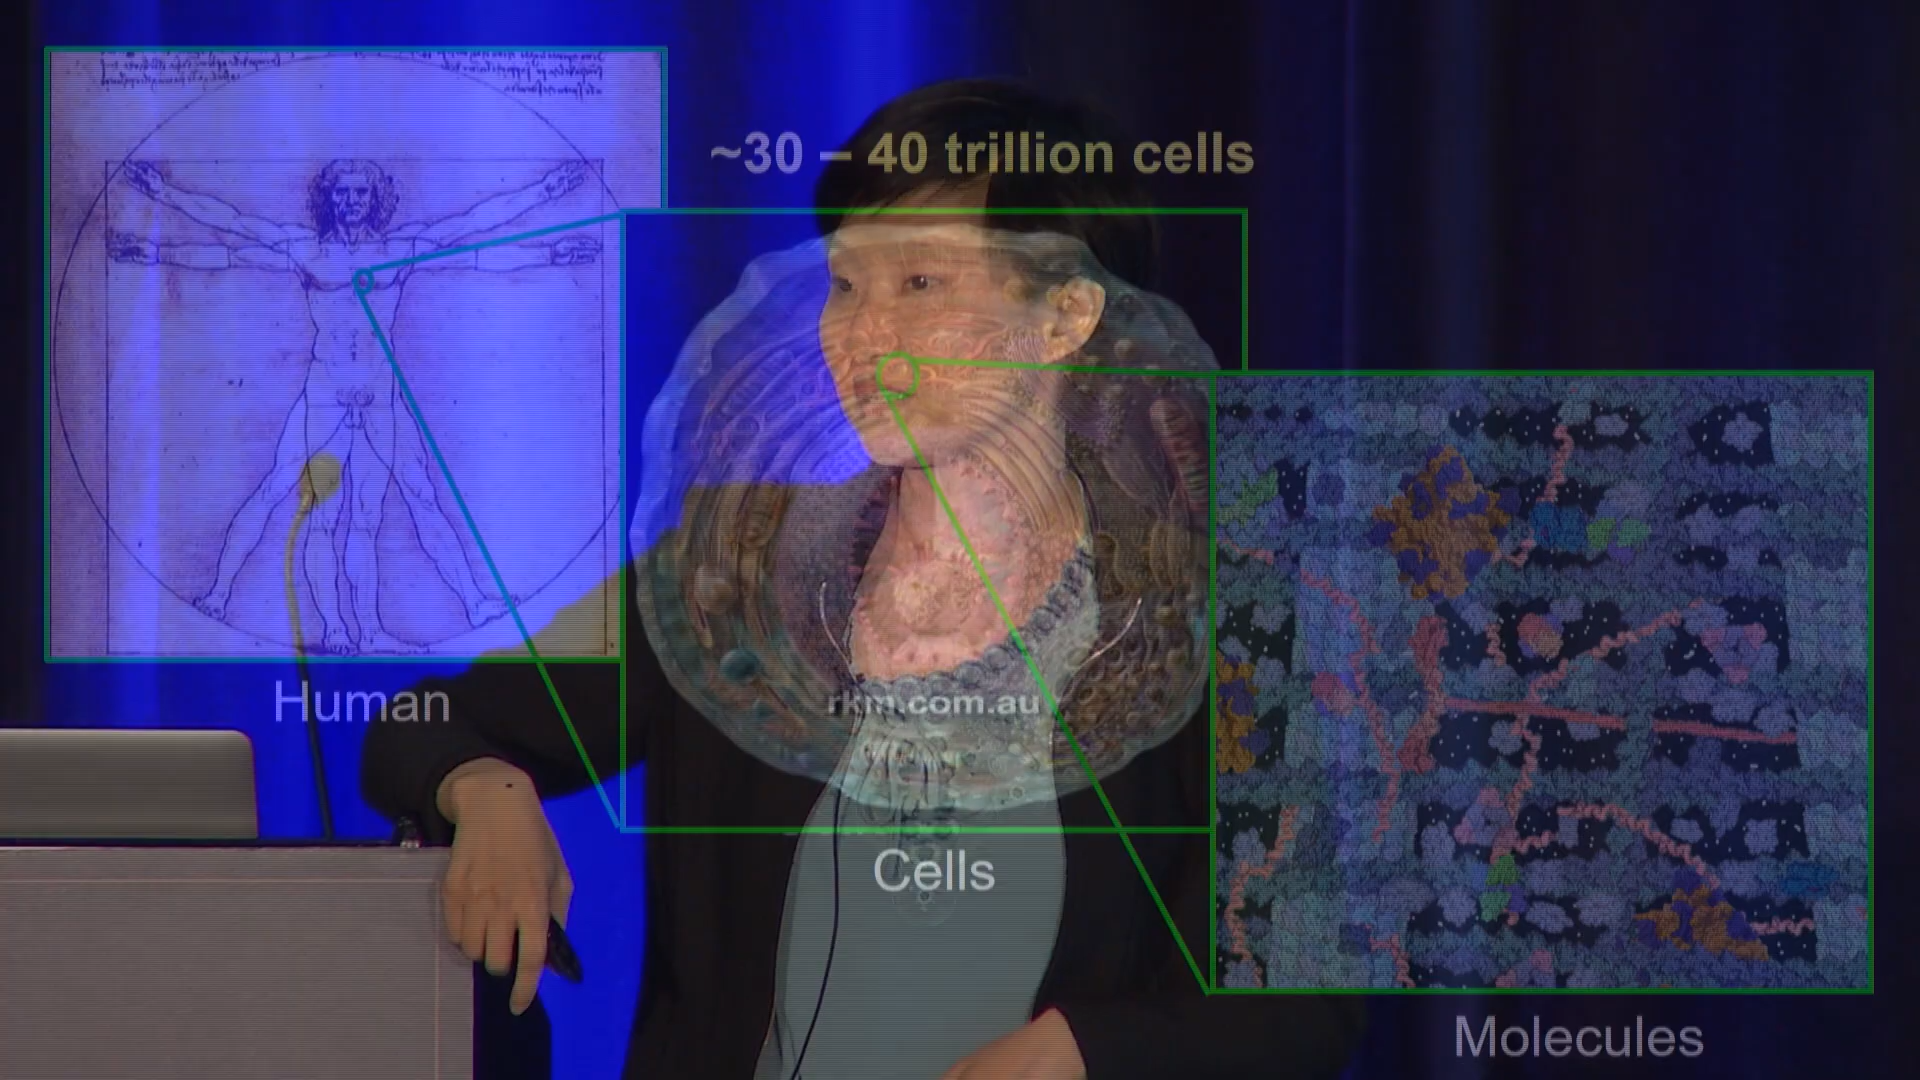 ~30 – 40 trillion cells
Human
rkm.com.au
Cells
Molecules